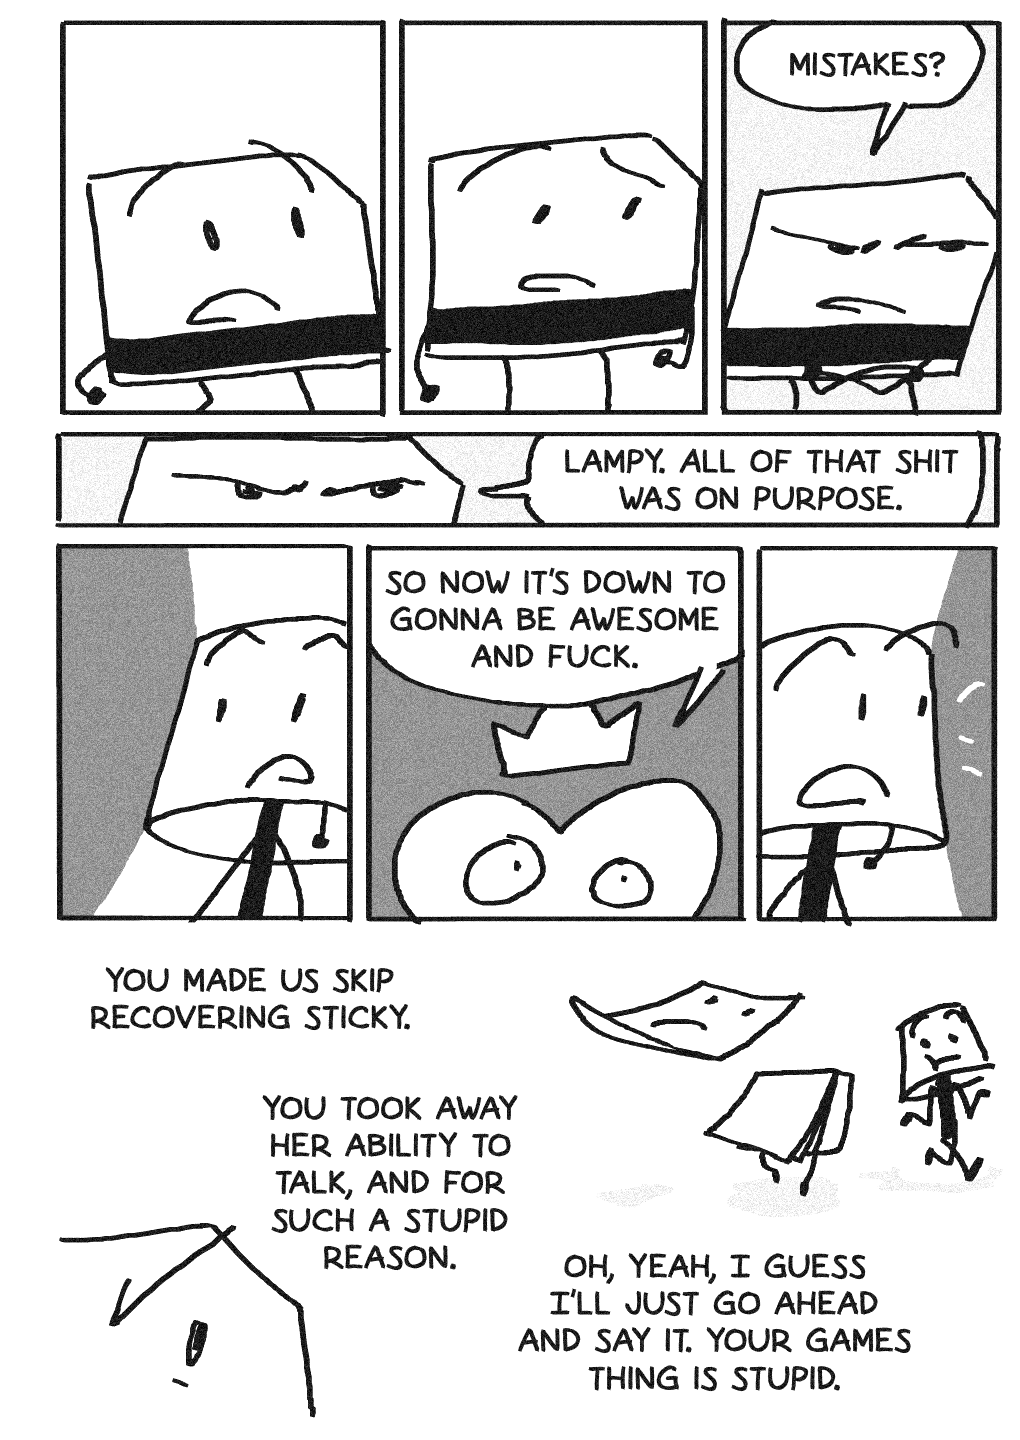 MISTAKES?
LAMPY. ALL OF THAT SHIT
WAS ON PURPOSE.
SO NOW IT'S DOWN TO
GONNA BE AWESOME
AND FUCK.
YOU MADE US SKIP
RECOVERING STICKY.
YOU TOOK AWAY
HER ABILITY TO
TALK, AND FOR
SUCH A STUPID
REASON.
OH, YEAH, I GUESS
I'LL JUST GO AHEAD
AND SAY IT. YOUR GAMES
THING IS STUPID.